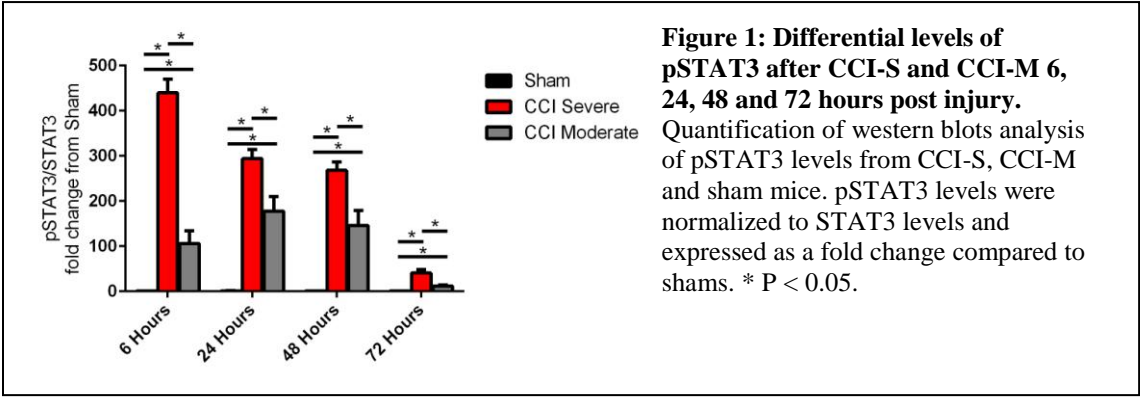 500
400
300
200
100
0
pSTAT3/STAT3
fold change from Sham
* *
*
* *
*
* *
*
* *
*
6 Hours
24 Hours
48 Hours
72 Hours
Sham
CCI Severe
CCI Moderate
Figure 1: Differential levels of
pSTAT3 after CCI-S and CCI-M 6,
24, 48 and 72 hours post injury.
Quantification of western blots analysis
of pSTAT3 levels from CCI-S, CCI-M
and sham mice. pSTAT3 levels were
normalized to STAT3 levels and
expressed as a fold change compared to
shams. * P < 0.05.